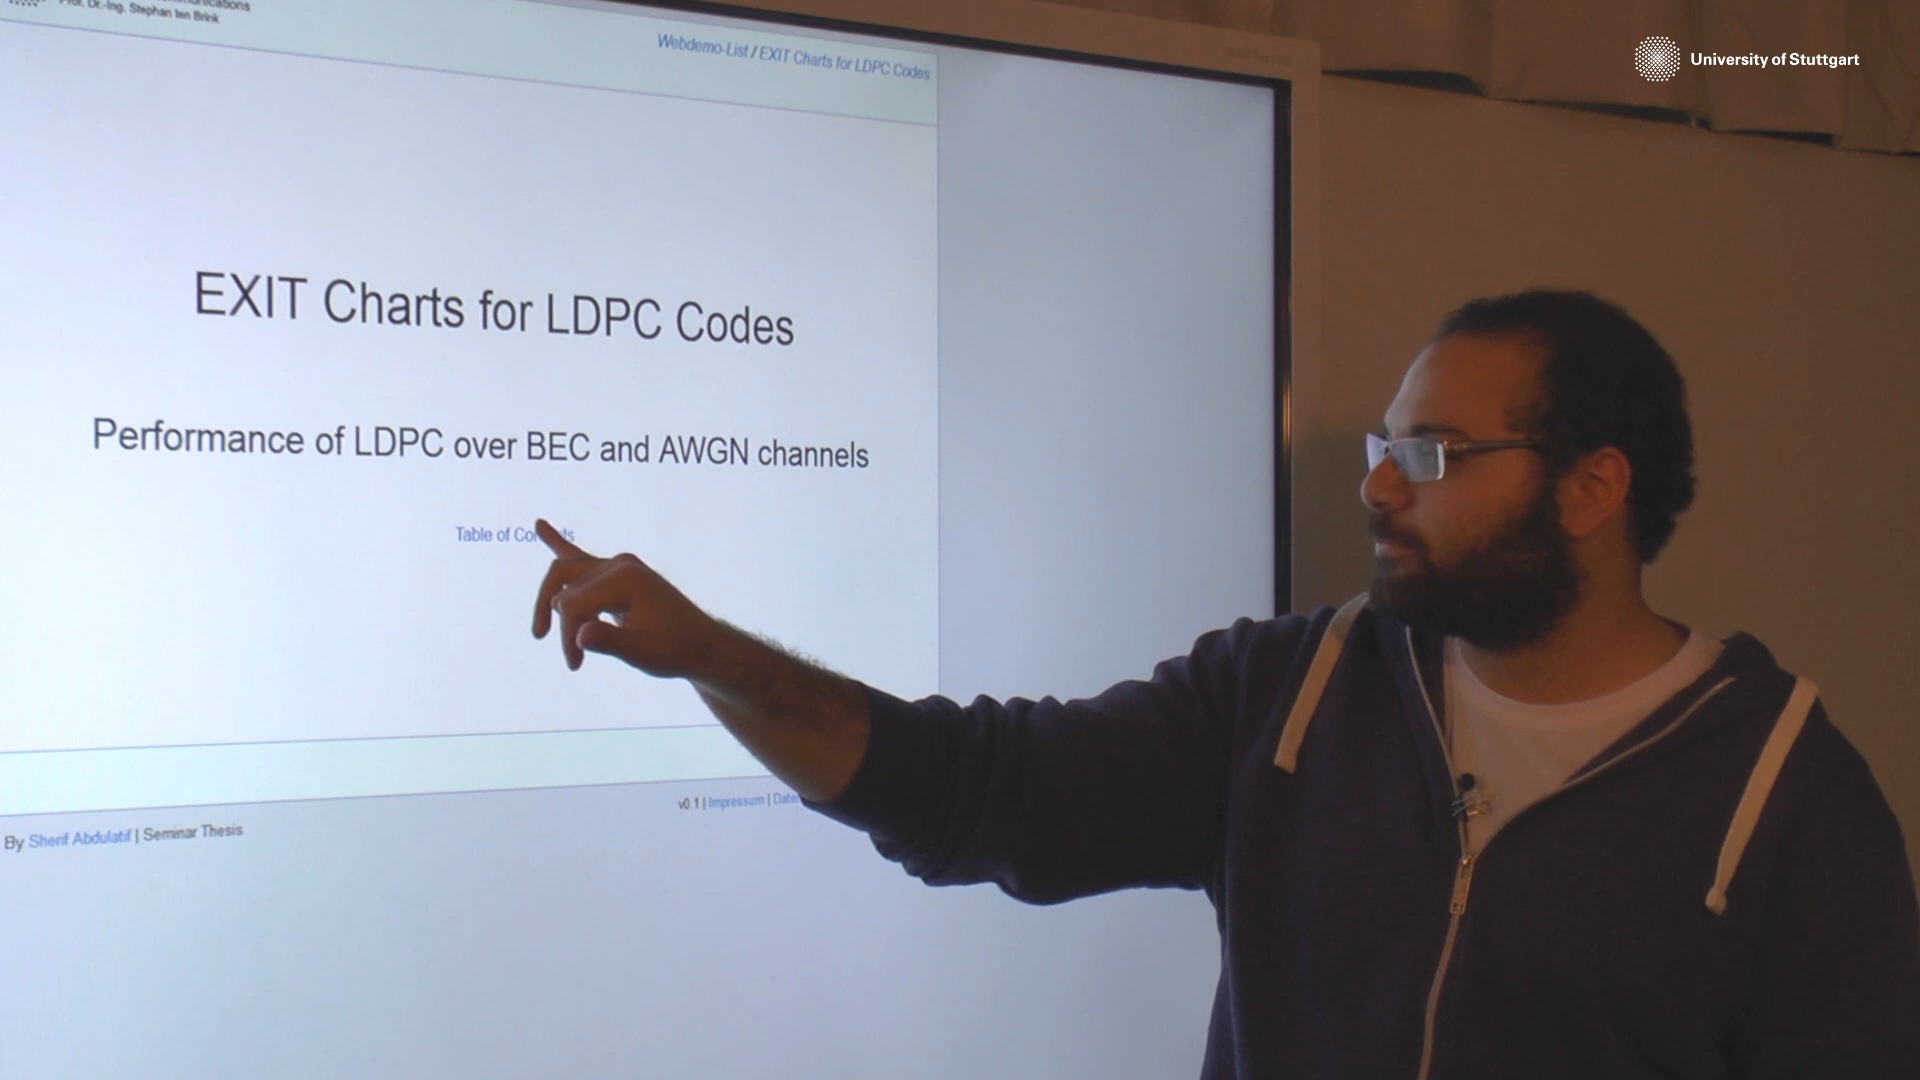 Prof. Dr.-Ing. Stephan ten Brink
Webdemo-List / EXIT Charts for LDPC Codes
University of Stuttgart
EXIT Charts for LDPC Codes
Performance of LDPC over BEC and AWGN channels
Table of
v0.1 | Impressum |
By Sherif Abdulatif | Seminar Thesis